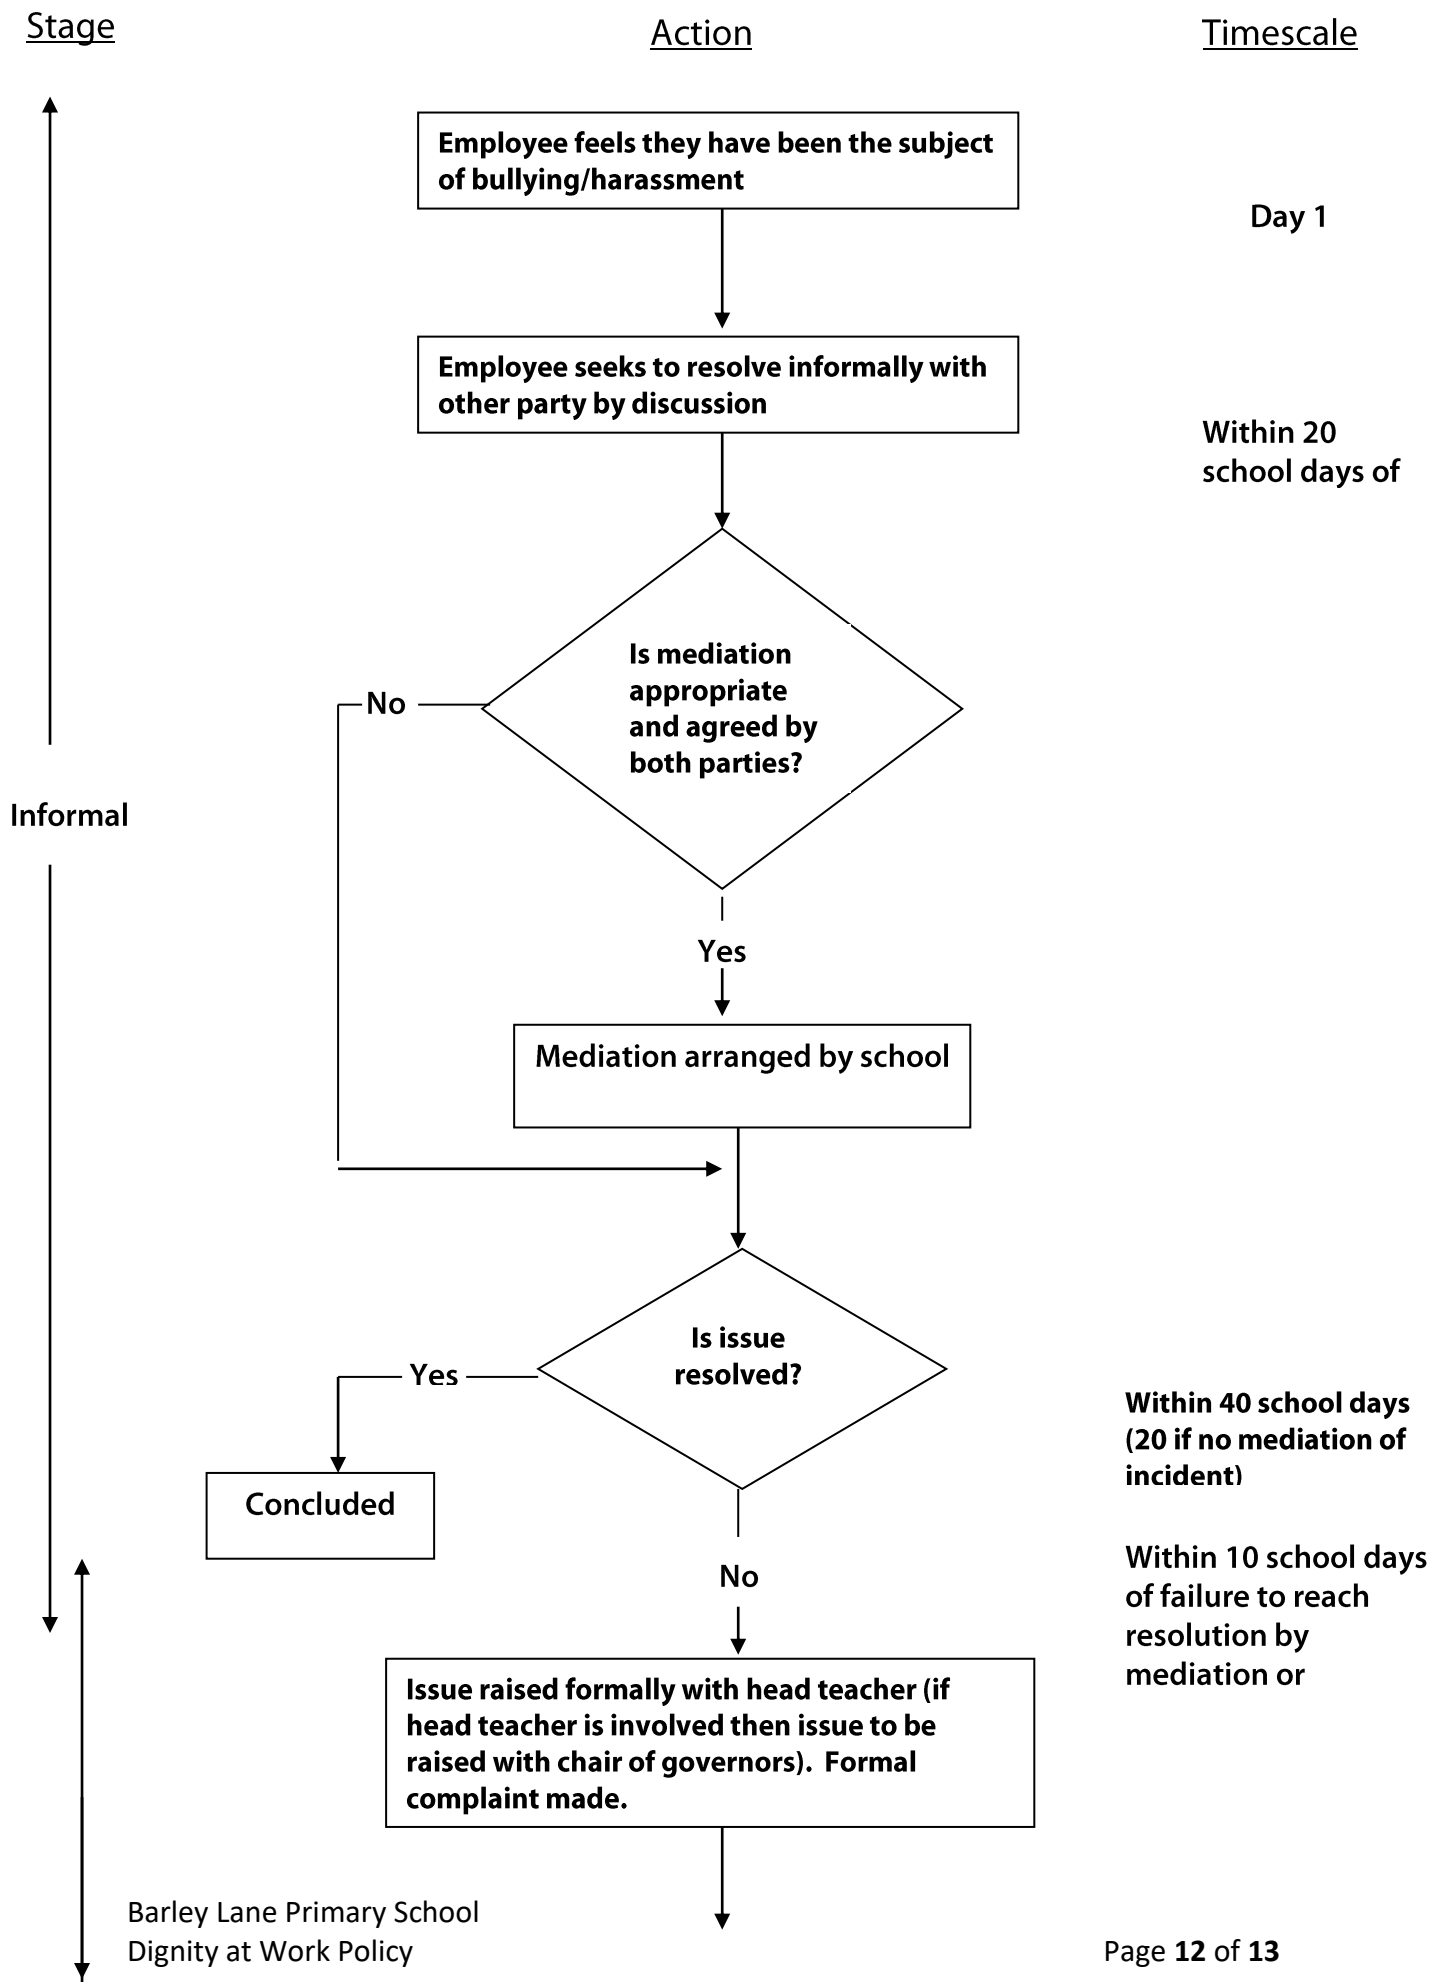 Stage
Action
Timescale
Employee feels they have been the subject
of bullying/harassment
Day 1
Employee seeks to resolve informally with
other party by discussion
Within 20
school days of
Is mediation
appropriate
and agreed by
both parties?
No
Informal
Yes
Mediation arranged by school
Is issue
resolved?
Yes
Within 40 school days
(20 if no mediation of
incident)
Concluded
Within 10 school days
of failure to reach
resolution by
mediation or
No
Issue raised formally with head teacher (if
head teacher is involved then issue to be
raised with chair of governors).  Formal
complaint made.
Barley Lane Primary School
Dignity at Work Policy
Page 12 of 13